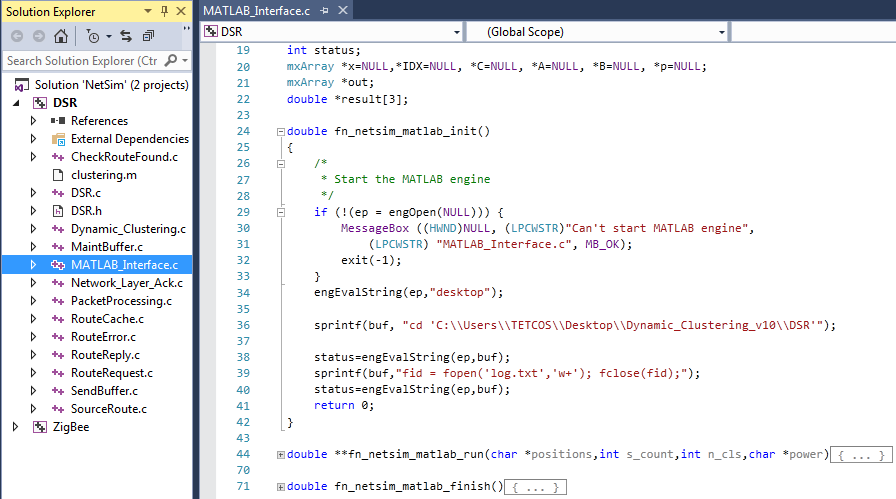 Solution Explorer
Search Solution Explorer (Ctr
Solution 'NetSim' (2 projects)
DSR
References
External Dependencies
CheckRouteFound.c
clustering.m
DSR.c
DSR.h
Dynamic_Clustering.c
MaintBuffer.c
MATLAB_Interface.c
Network_Layer_Ack.c
PacketProcessing.c
RouteCache.c
RouteError.c
RouteReply.c
RouteRequest.c
SendBuffer.c
SourceRoute.c
ZigBee
MATLAB_Interface.c
DSR (Global Scope)
19 int status;
20 mxArray *x=NULL,*IDX=NULL, *C=NULL, *A=NULL, *B=NULL, *p=NULL;
21 mxArray *out;
22 double *result[3];
23
24 double fn_netsim_matlab_init()
25 {
26 /*
27 * Start the MATLAB engine
28 */
29 if (!(ep = engOpen(NULL))) {
30 MessageBox ((HWND)NULL, (LPCWSTR)"Can't start MATLAB engine",
31 (LPCWSTR) "MATLAB_Interface.c", MB_OK);
32 exit(-1);
33 }
34 engEvalString(ep,"desktop");
35
36 sprintf(buf, "cd 'C:\\Users\\TETCOS\\Desktop\\Dynamic_Clustering_v10\\DSR'");
37
38 status=engEvalString(ep,buf);
39 sprintf(buf,"fid = fopen('log.txt','w+'); fclose(fid);");
40 status=engEvalString(ep,buf);
41 return 0;
42 }
43
44 double **fn_netsim_matlab_run(char *positions,int s_count,int n_cls,char *power){ ... }
70
71 double fn_netsim_matlab_finish(){ ... }